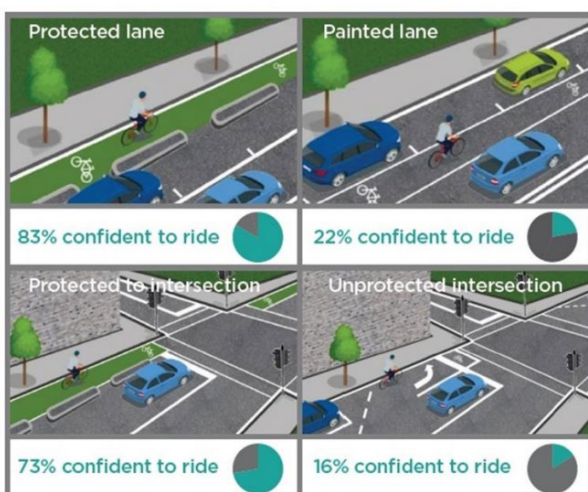 Protected lane
Painted lane
83% confident to ride
22% confident to ride
Protected to intersection
Unprotected intersection
73% confident to ride
16% confident to ride